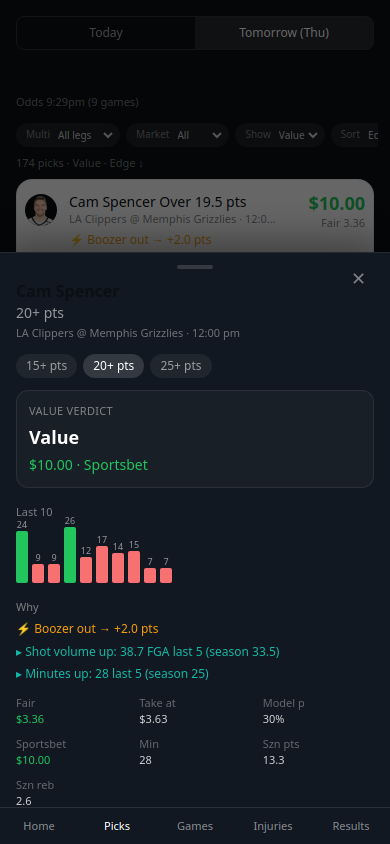 Today
Tomorrow (Thu)
Odds 9:29pm (9 games)
Multi All legs
Market All
Show Value
Sort Ec
174 picks · Value · Edge ↓
Cam Spencer Over 19.5 pts
$10.00
LA Clippers @ Memphis Grizzlies · 12:0...
Fair 3.36
⚡ Boozer out → +2.0 pts
✕
Cam Spencer
20+ pts
LA Clippers @ Memphis Grizzlies · 12:00 pm
15+ pts
20+ pts
25+ pts
VALUE VERDICT
Value
$10.00 · Sportsbet
Last 10
24 9 9 26 12 17 14 15 7 7
Why
⚡ Boozer out → +2.0 pts
▸ Shot volume up: 38.7 FGA last 5 (season 33.5)
▸ Minutes up: 28 last 5 (season 25)
Fair Take at Model p
$3.36 $3.63 30%
Sportsbet Min Szn pts
$10.00 28 13.3
Szn reb
2.6
Home Picks Games Injuries Results